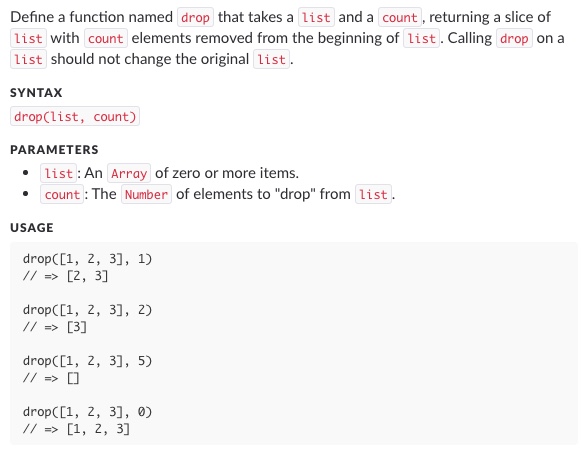 Define a function named drop that takes a list and a count, returning a slice of
list with count elements removed from the beginning of list. Calling drop on a
list should not change the original list.
SYNTAX
drop(list, count)
PARAMETERS
• list: An Array of zero or more items.
• count: The Number of elements to "drop" from list.
USAGE
drop([1, 2, 3], 1)
// => [2, 3]
drop([1, 2, 3], 2)
// => [3]
drop([1, 2, 3], 5)
// => []
drop([1, 2, 3], 0)
// => [1, 2, 3]